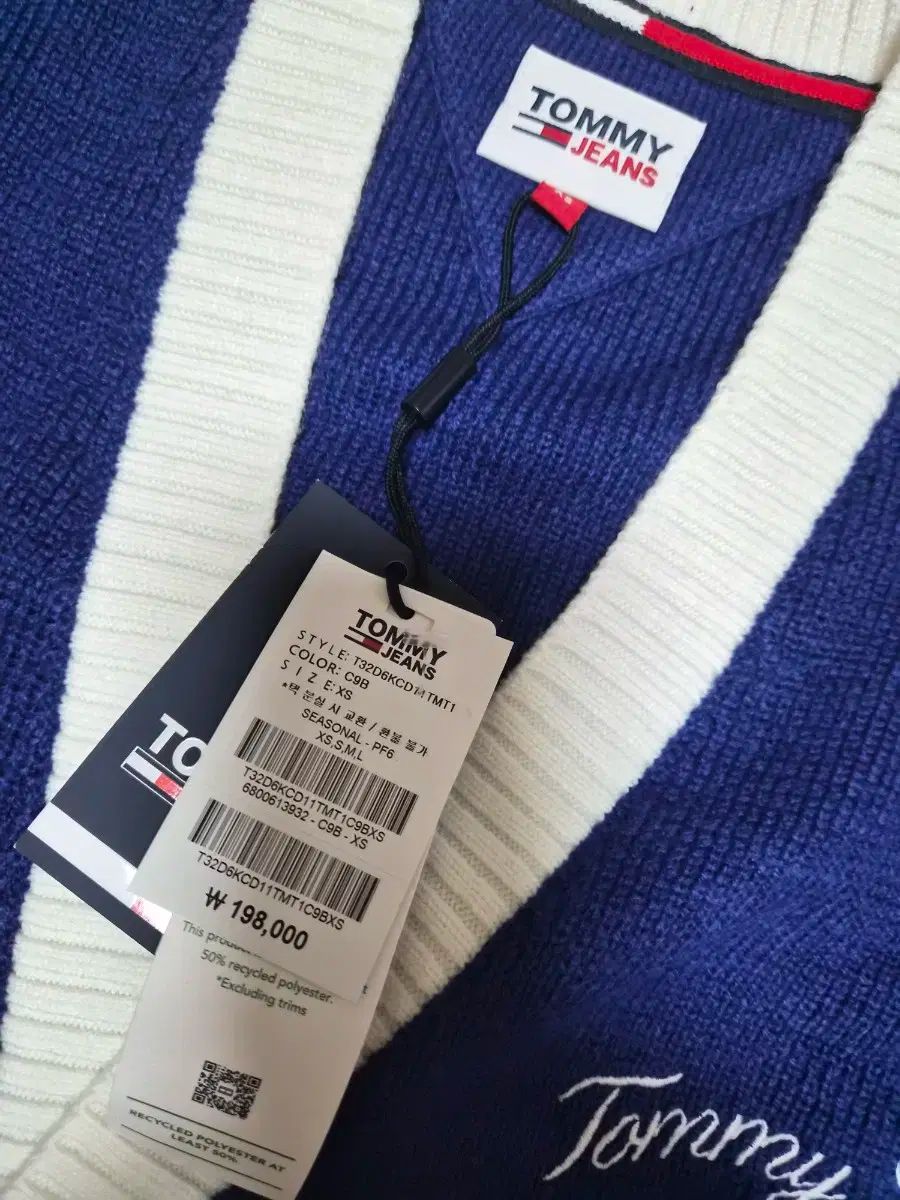 TOMMY
JEANS
XS
TOMMY
JEANS
STYLE: T32D6KCD11TMT1
COLOR: C9B
SIZE:XS
*택 분실 시 교환 / 환불 불가
SEASONAL - PF6
XS,S,M,L
T32D6KCD11TMT1C9BXS
6800613932 - C9B - XS
T32D6KCD11TMT1C9BXS
₩ 198,000
TO
This
50% recycled polyester.
*Excluding trims
RECYCLED POLYESTER AT
LEAST 50%.
Tommy